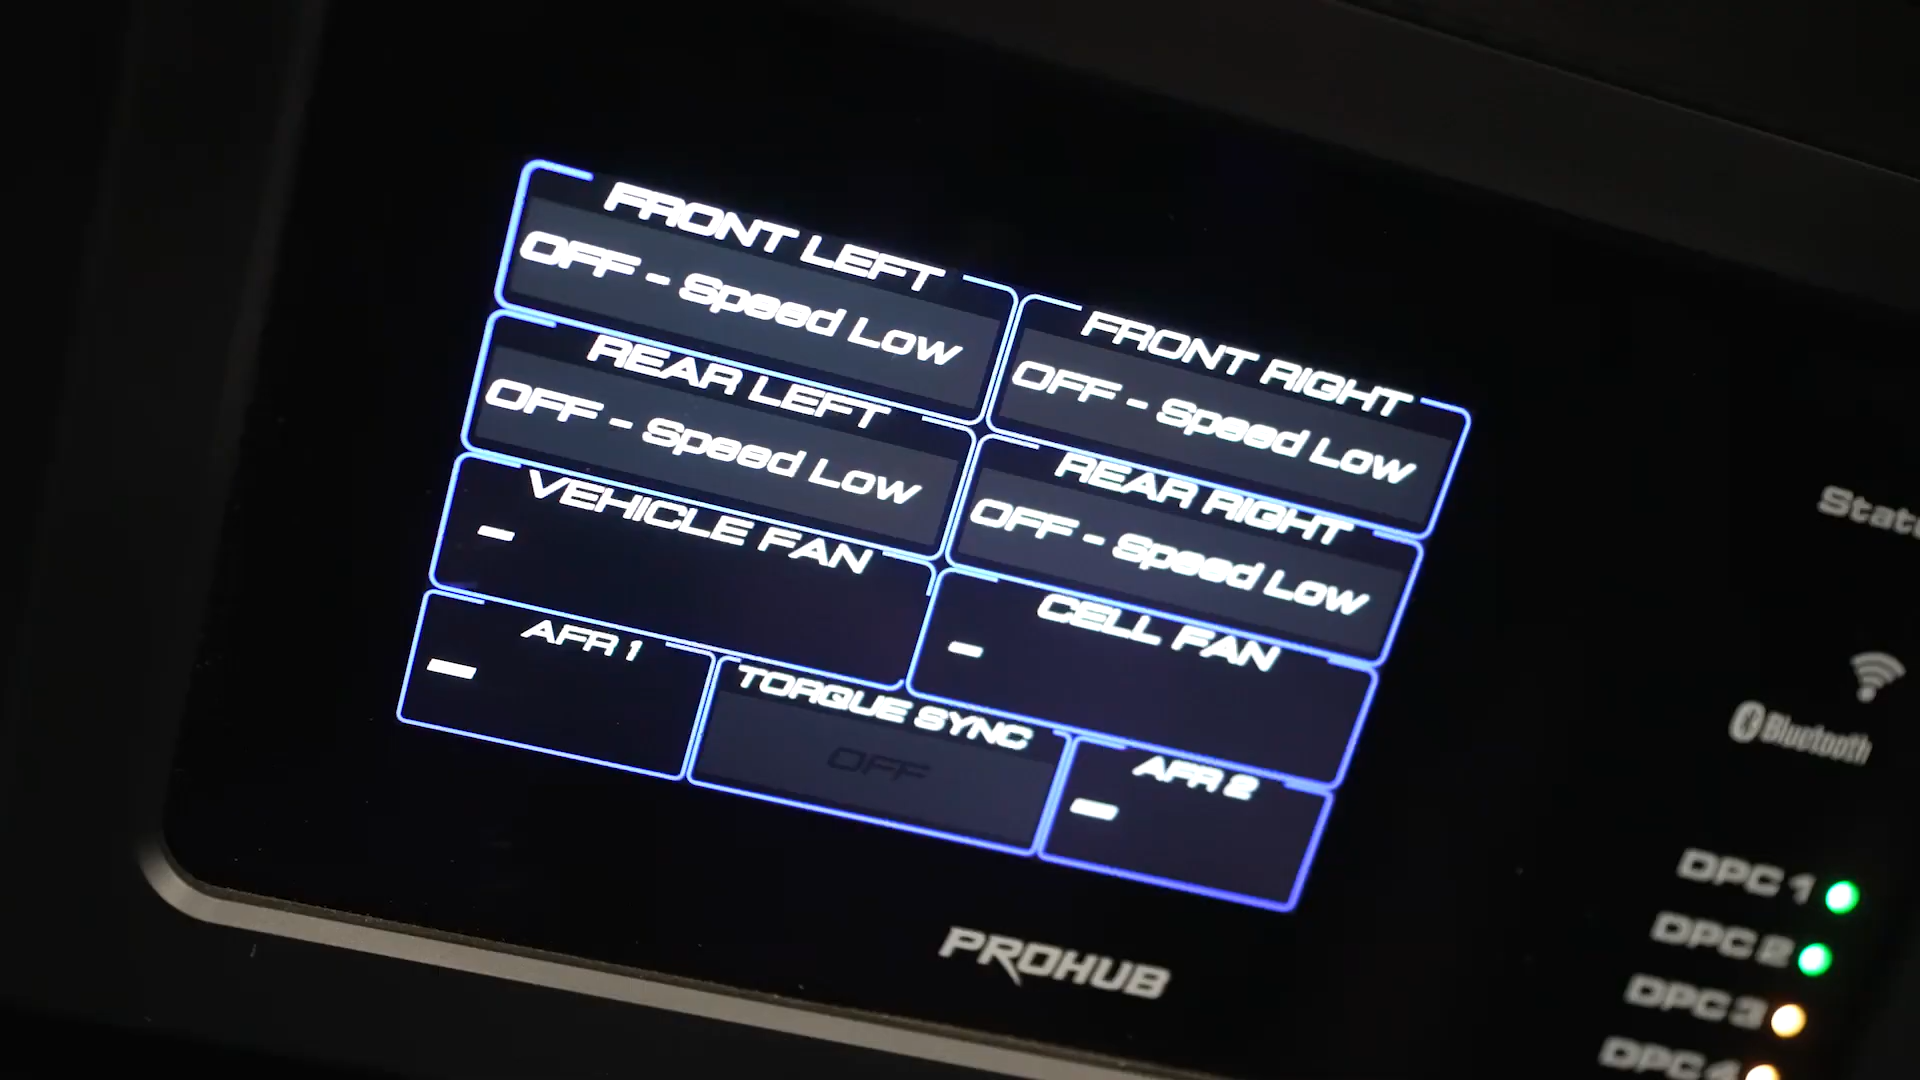 FRONT LEFT
OFF - Speed Low
FRONT RIGHT
OFF - Speed Low
REAR LEFT
OFF - Speed Low
REAR RIGHT
OFF - Speed Low
VEHICLE FAN
-
CELL FAN
-
AFR 1
-
TORQUE SYNC
OFF
AFR 2
-
PROHUB
Bluetooth
DPC 1
DPC 2
DPC 3
DPC 4